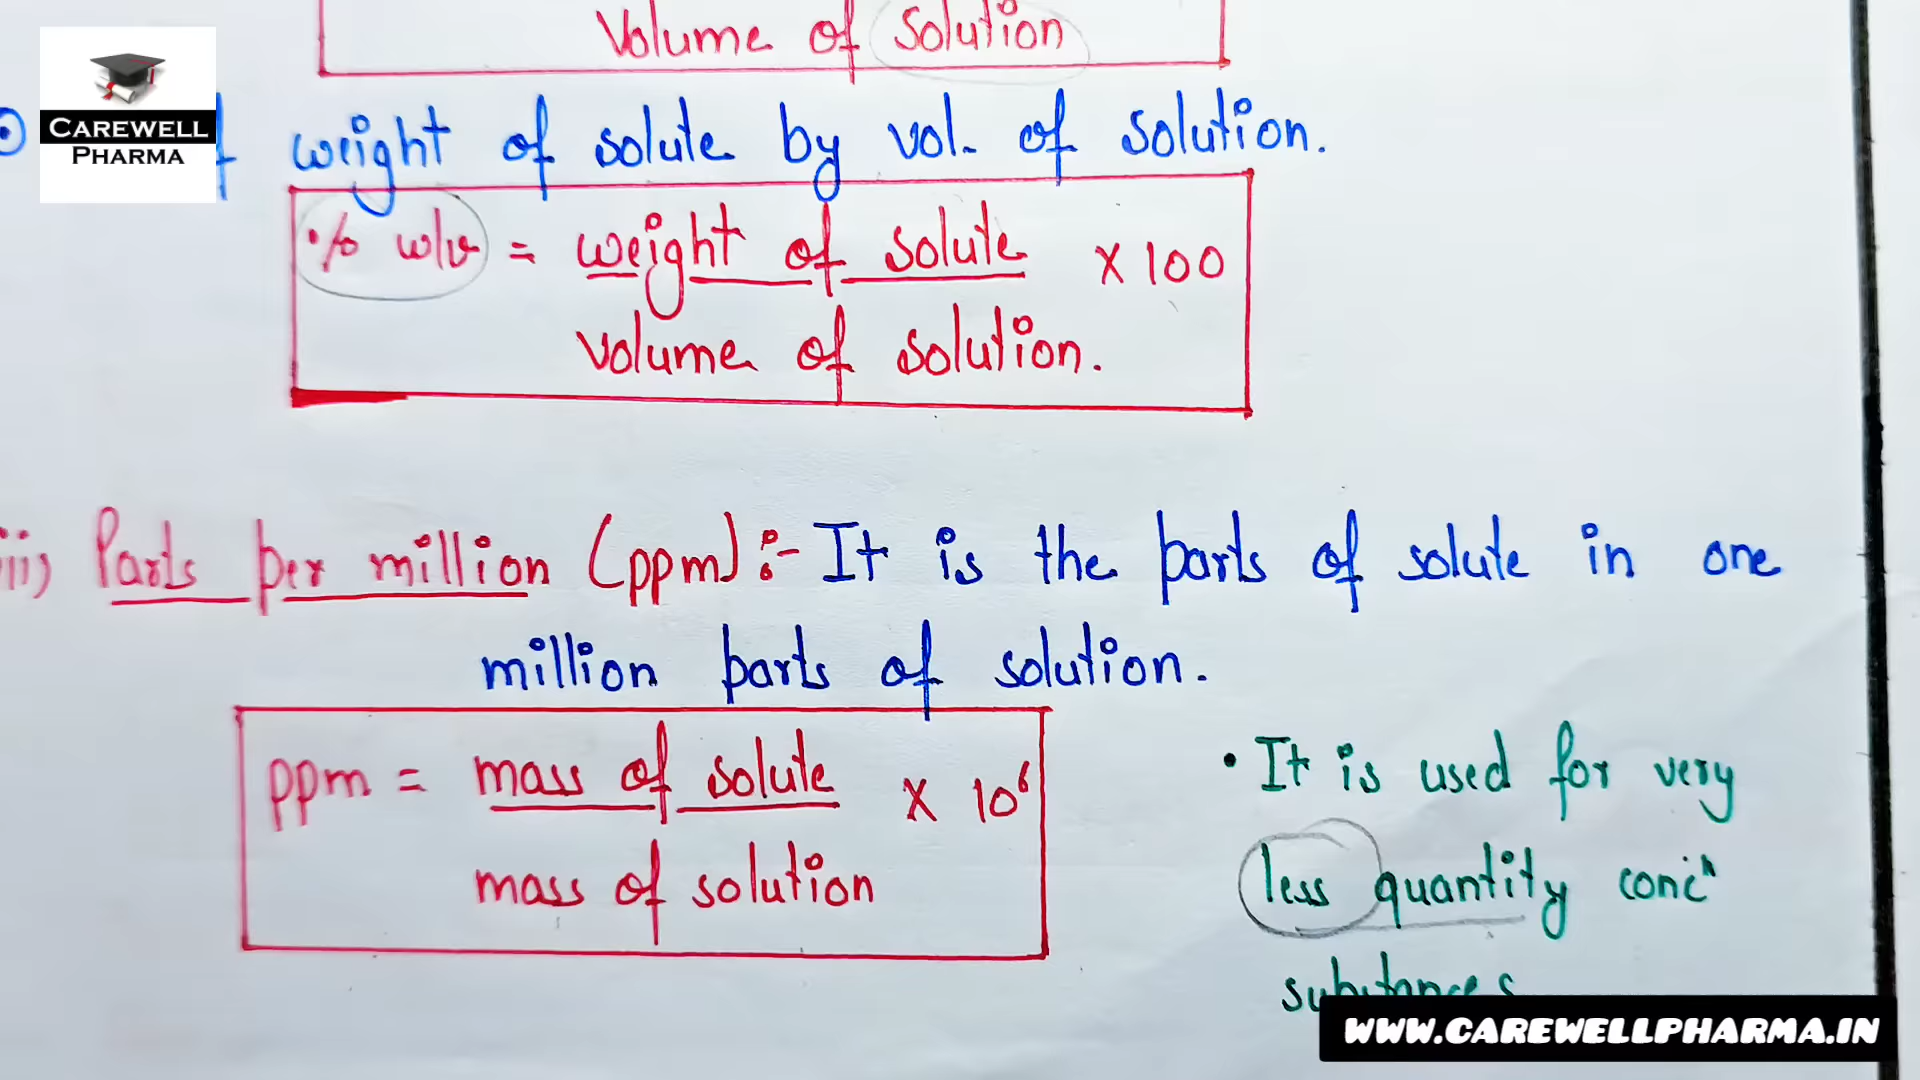 Volume of solution
CAREWELL
PHARMA
weight of solute by vol. of solution.
% w/v = weight of solute × 100
volume of solution.
iii) Parts per million (ppm) :- It is the parts of solute in one
million parts of solution.
ppm = mass of solute × 10⁶
mass of solution
• It is used for very
less quantity concⁿ
substances
WWW.CAREWELLPHARMA.IN